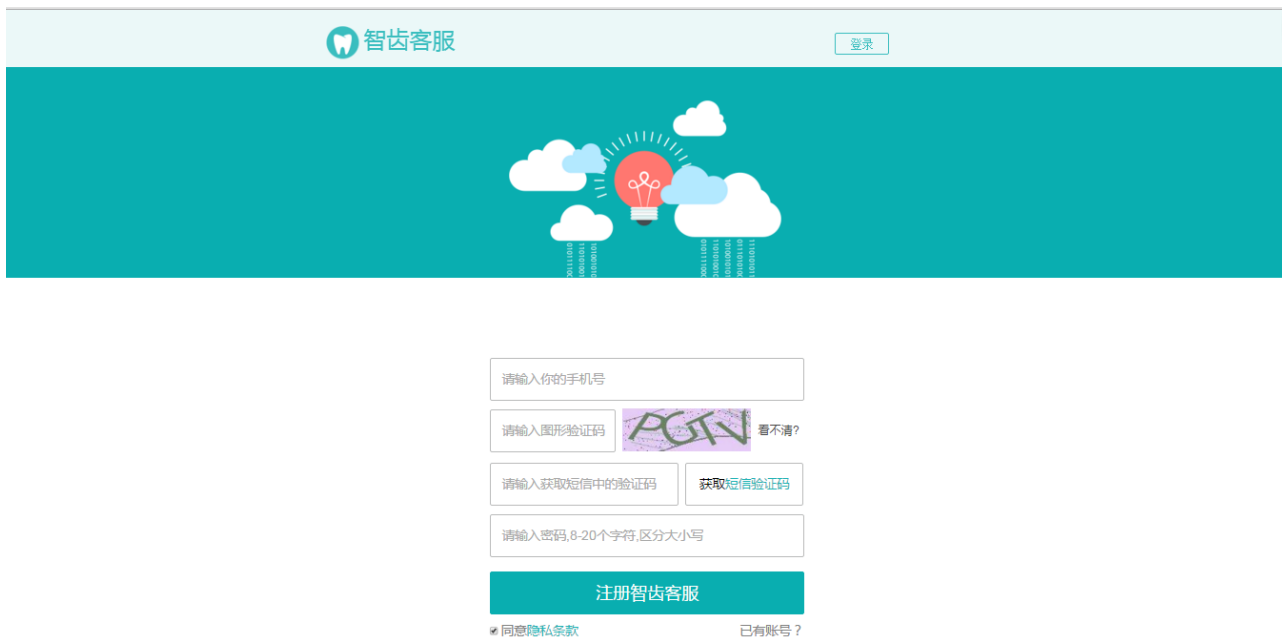 智齿客服
登录
请输入你的手机号
请输入图形验证码 PGTV 看不清?
请输入获取短信中的验证码 获取短信验证码
请输入密码,8-20个字符,区分大小写
注册智齿客服
同意隐私条款 已有账号？